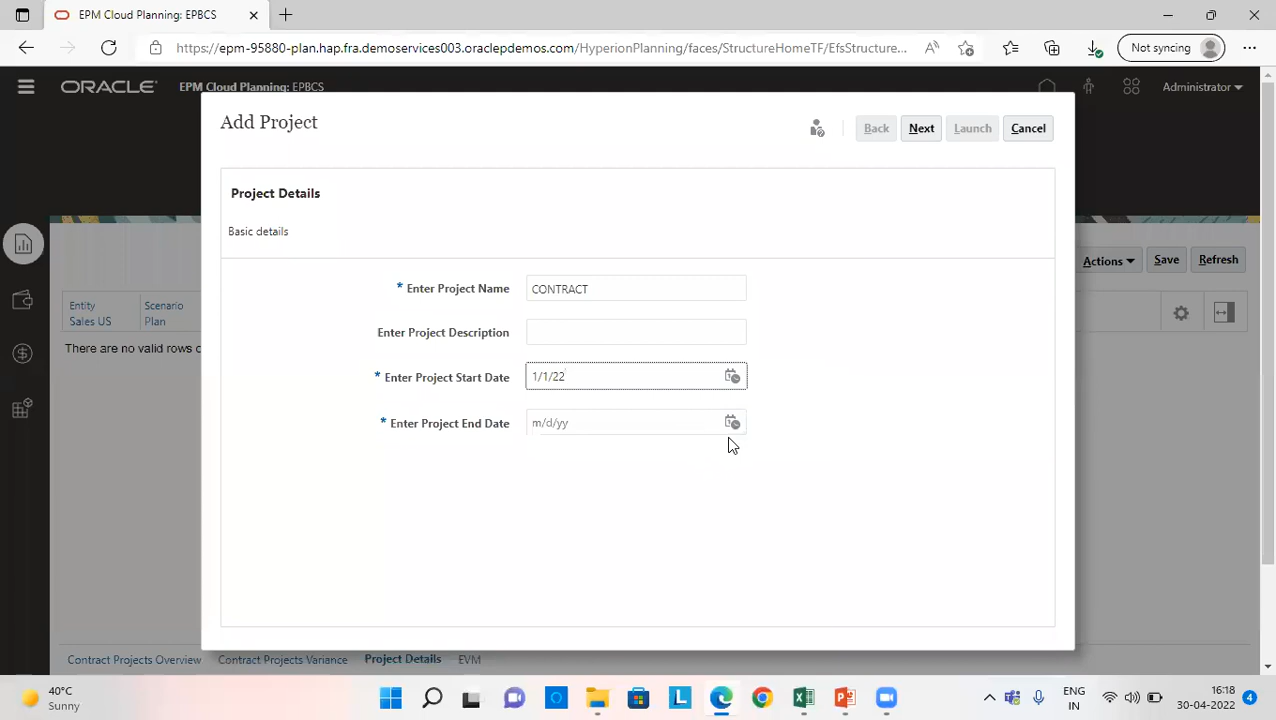 EPM Cloud Planning: EPBCS
https://epm-95880-plan.hap.fra.demoservices003.oraclepdemos.com/HyperionPlanning/faces/StructureHomeTF/EfsStructure...
Not syncing
ORACLE
EPM Cloud Planning: EPBCS
Administrator
Add Project
Back
Next
Launch
Cancel
Project Details
Basic details
* Enter Project Name
CONTRACT
Enter Project Description
* Enter Project Start Date
1/1/22
* Enter Project End Date
m/d/yy
Actions
Save
Refresh
Entity
Sales US
Scenario
Plan
There are no valid rows
Contract Projects Overview
Contract Projects Variance
Project Details
EVM
40°C
Sunny
ENG
IN
16:18
30-04-2022
4